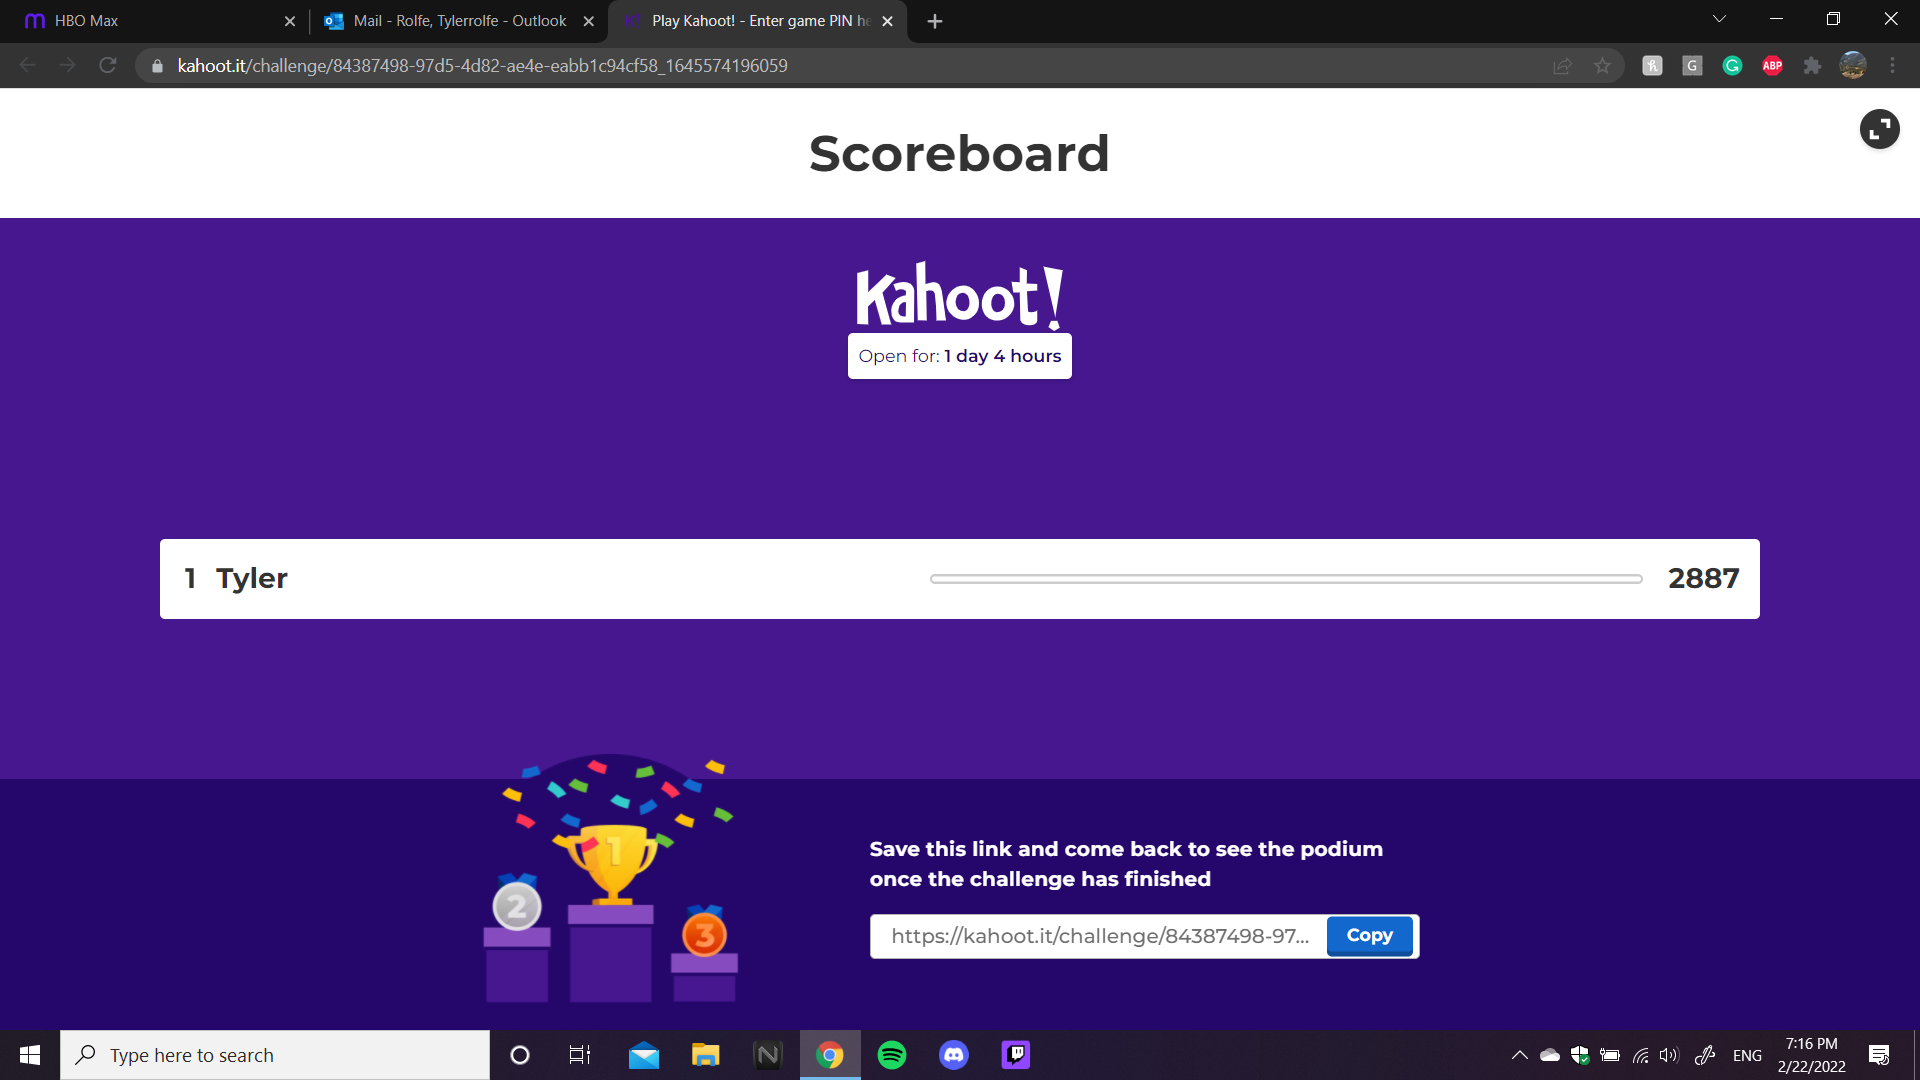 HBO Max
Mail - Rolfe, Tylerrolfe - Outlook
K!
Play Kahoot! - Enter game PIN he
kahoot.it/challenge/84387498-97d5-4d82-ae4e-eabb1c94cf58_1645574196059
G
ABP
Scoreboard
Kahoot!
Open for: 1 day 4 hours
1 Tyler 2887
1
2
3
Save this link and come back to see the podium
once the challenge has finished
https://kahoot.it/challenge/84387498-97...
Copy
Type here to search
N
ENG
7:16 PM
2/22/2022